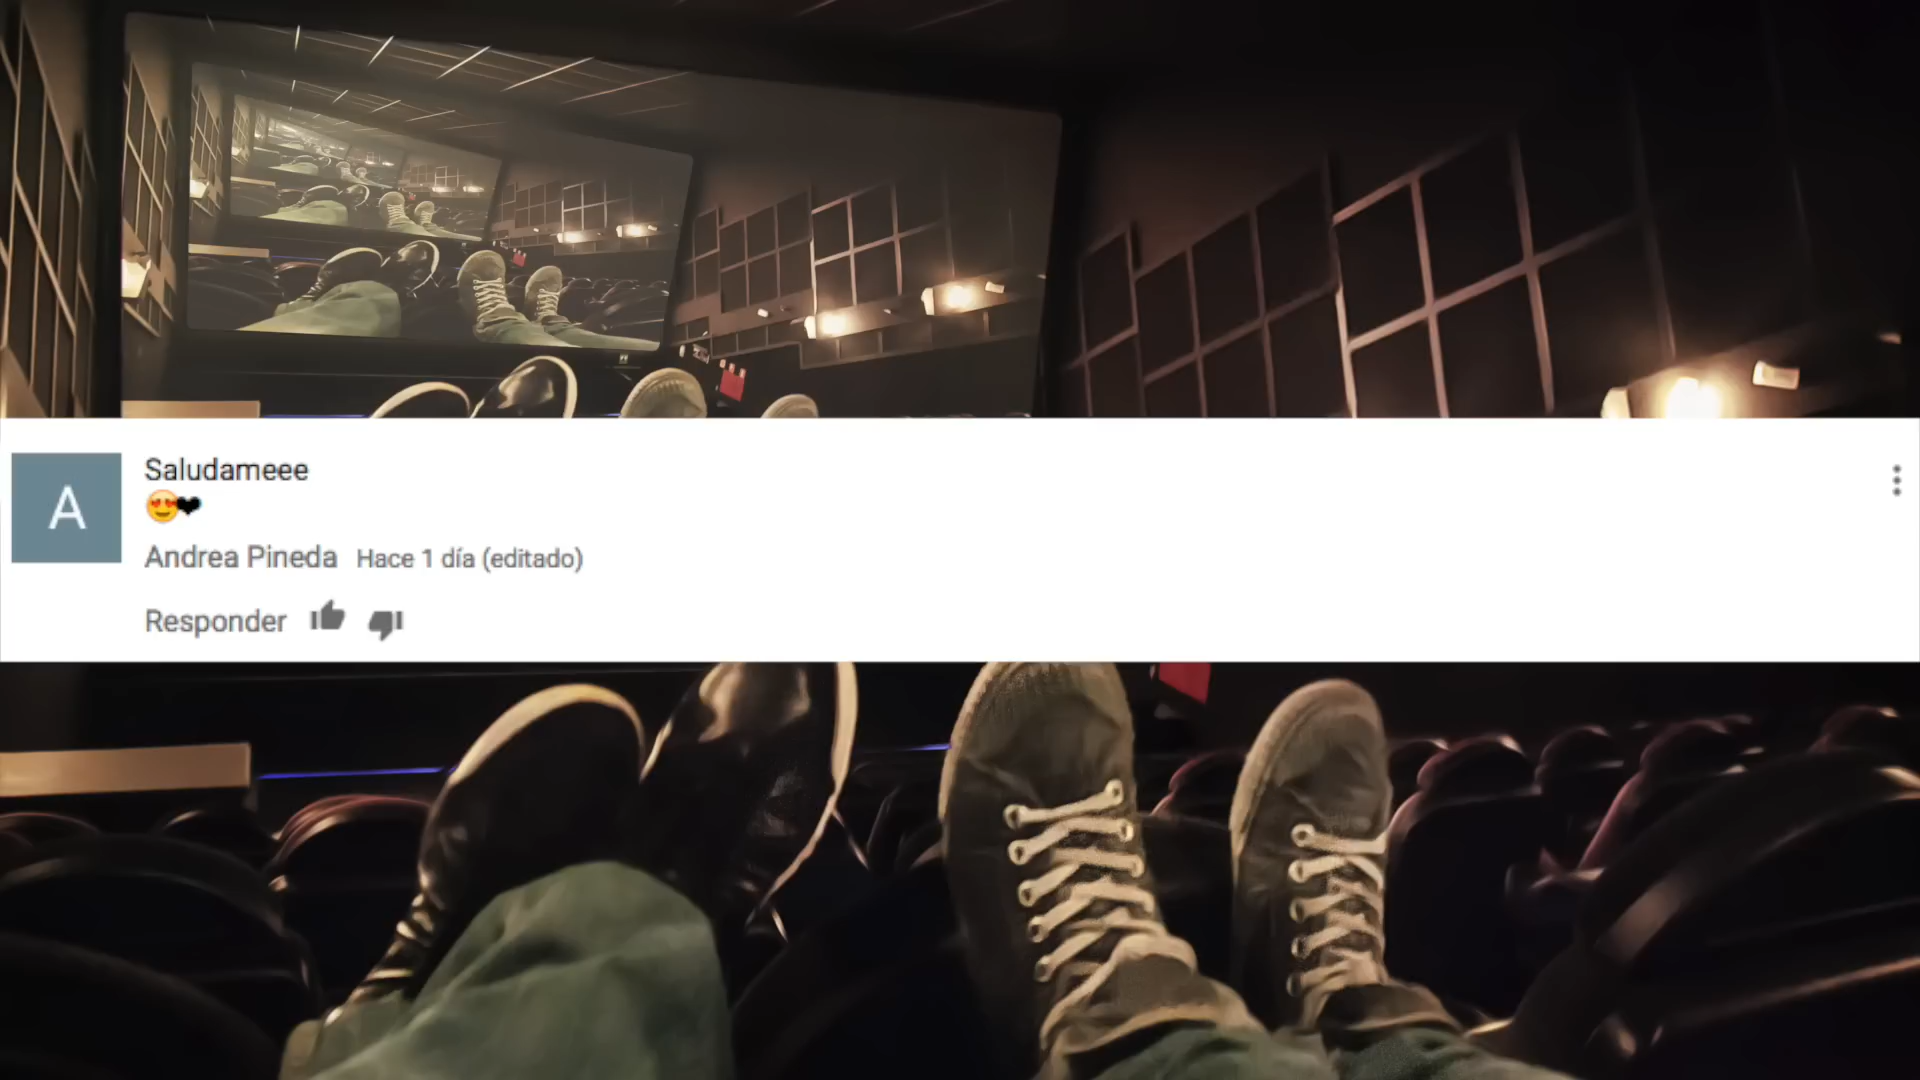 A
Saludameee
😍❤
Andrea Pineda Hace 1 día (editado)
Responder